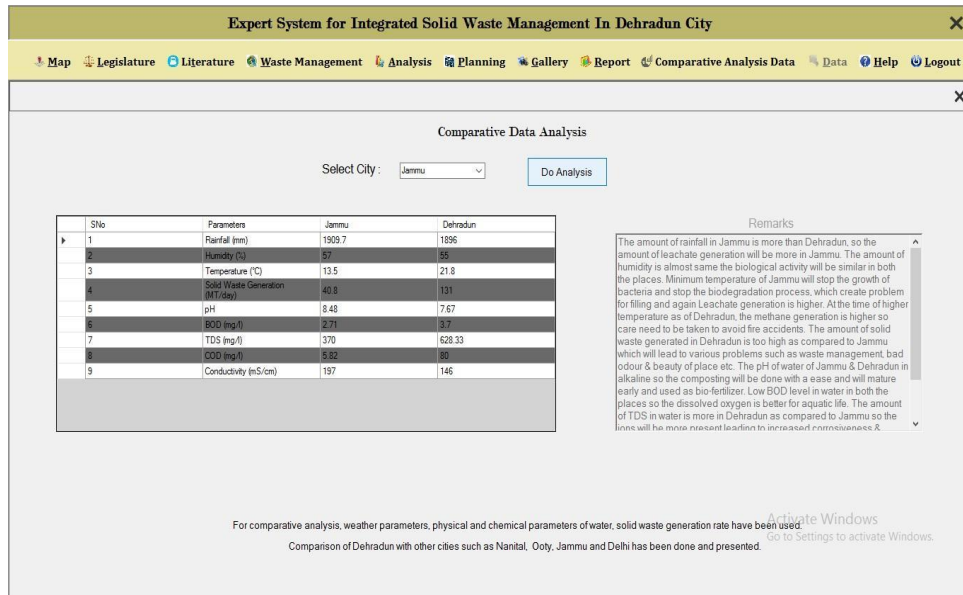 Expert System for Integrated Solid Waste Management In Dehradun City
Map Legislature Literature Waste Management Analysis Planning Gallery Report Comparative Analysis Data Data Help Logout
Comparative Data Analysis
Select City : Jammu Do Analysis
SNo Parameters Jammu Dehradun
1 Rainfall (mm) 1909.7 1896
2 Humidity (%) 57 55
3 Temperature (°C) 13.5 21.8
4 Solid Waste Generation (MT/day) 40.8 131
5 pH 8.48 7.67
6 BOD (mg/l) 2.71 3.7
7 TDS (mg/l) 370 628.33
8 COD (mg/l) 5.82 80
9 Conductivity (mS/cm) 197 146
Remarks
The amount of rainfall in Jammu is more than Dehradun, so the
amount of leachate generation will be more in Jammu. The amount of
humidity is almost same the biological activity will be similar in both
the places. Minimum temperature of Jammu will stop the growth of
bacteria and stop the biodegradation process, which create problem
for filling and again Leachate generation is higher. At the time of higher
temperature as of Dehradun, the methane generation is higher so
care need to be taken to avoid fire accidents. The amount of solid
waste generated in Dehradun is too high as compared to Jammu
which will lead to various problems such as waste management, bad
odour & beauty of place etc. The pH of water of Jammu & Dehradun in
alkaline so the composting will be done with a ease and will mature
early and used as bio-fertilizer. Low BOD level in water in both the
places so the dissolved oxygen is better for aquatic life. The amount
of TDS in water is more in Dehradun as compared to Jammu so the
ions will be more present leading to increased corrosiveness &
For comparative analysis, weather parameters, physical and chemical parameters of water, solid waste generation rate have been used.
Comparison of Dehradun with other cities such as Nanital, Ooty, Jammu and Delhi has been done and presented.
Activate Windows
Go to Settings to activate Windows.